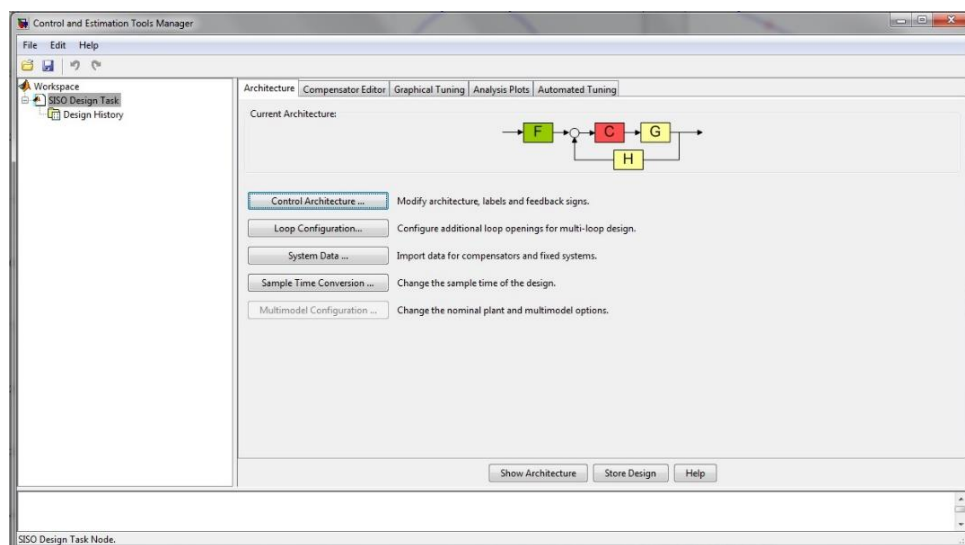 Control and Estimation Tools Manager
File Edit Help
Workspace
SISO Design Task
Design History
Architecture Compensator Editor Graphical Tuning Analysis Plots Automated Tuning
Current Architecture:
F C G
H
Control Architecture ... Modify architecture, labels and feedback signs.
Loop Configuration... Configure additional loop openings for multi-loop design.
System Data ... Import data for compensators and fixed systems.
Sample Time Conversion ... Change the sample time of the design.
Multimodel Configuration ... Change the nominal plant and multimodel options.
Show Architecture Store Design Help
SISO Design Task Node.